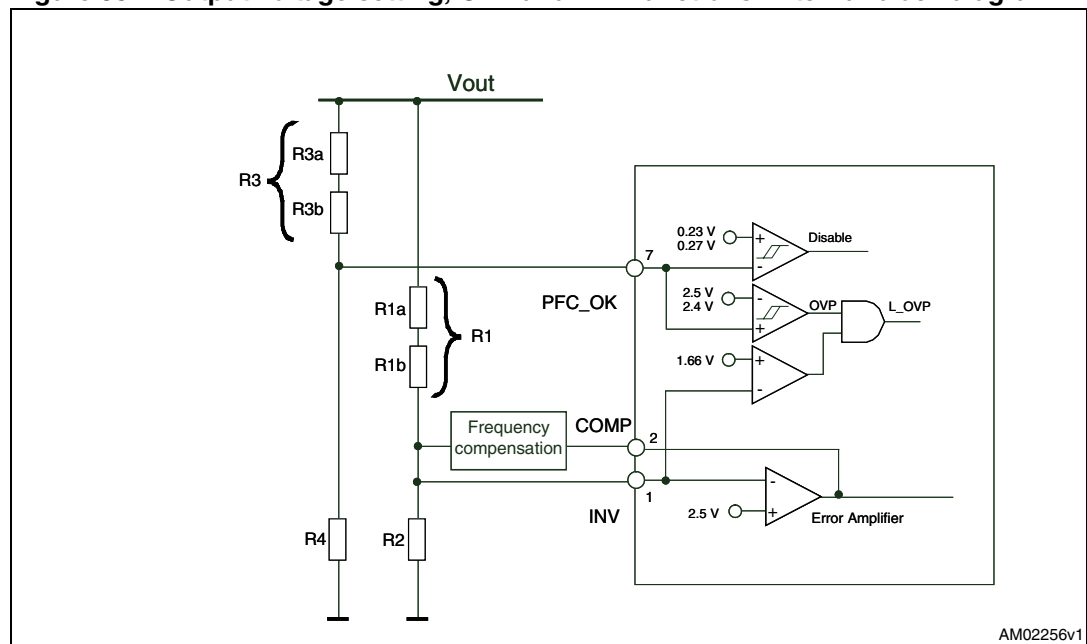 Vout
R3a
R3
R3b
0.23 V
0.27 V
Disable
7
PFC_OK
2.5 V
2.4 V
OVP
L_OVP
R1a
R1
R1b
1.66 V
Frequency
compensation
COMP
2
1
INV
2.5 V
Error Amplifier
R4
R2
AM02256v1